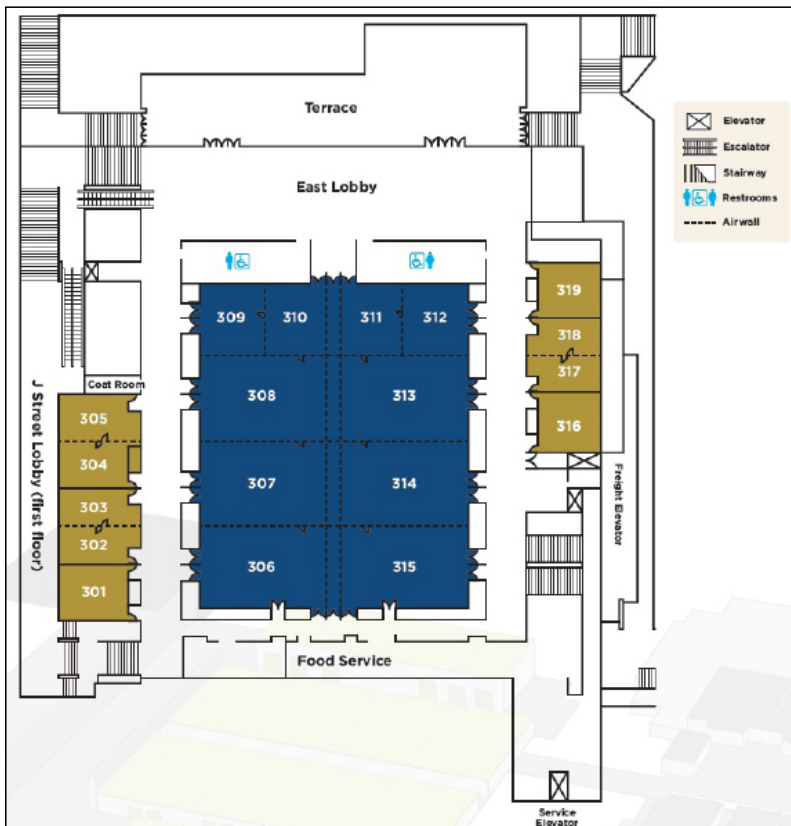 Terrace
East Lobby
Elevator
Escalator
Stairway
Restrooms
Airwall
309
310
311
312
319
318
317
316
308
313
Coat Room
305
304
303
302
301
307
314
306
315
J Street Lobby (first floor)
Freight Elevator
Food Service
Service
Elevator